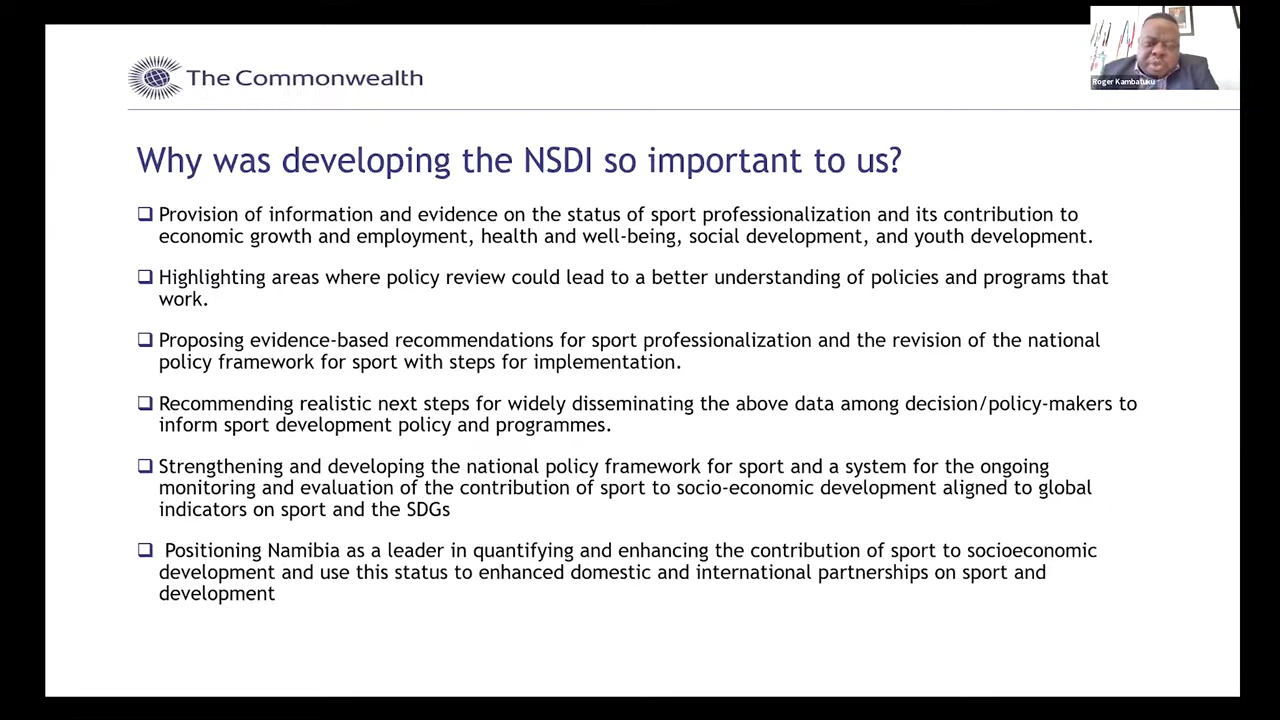 The Commonwealth
Roger Kambatuku
Why was developing the NSDI so important to us?
Provision of information and evidence on the status of sport professionalization and its contribution to
economic growth and employment, health and well-being, social development, and youth development.
Highlighting areas where policy review could lead to a better understanding of policies and programs that
work.
Proposing evidence-based recommendations for sport professionalization and the revision of the national
policy framework for sport with steps for implementation.
Recommending realistic next steps for widely disseminating the above data among decision/policy-makers to
inform sport development policy and programmes.
Strengthening and developing the national policy framework for sport and a system for the ongoing
monitoring and evaluation of the contribution of sport to socio-economic development aligned to global
indicators on sport and the SDGs
Positioning Namibia as a leader in quantifying and enhancing the contribution of sport to socioeconomic
development and use this status to enhanced domestic and international partnerships on sport and
development